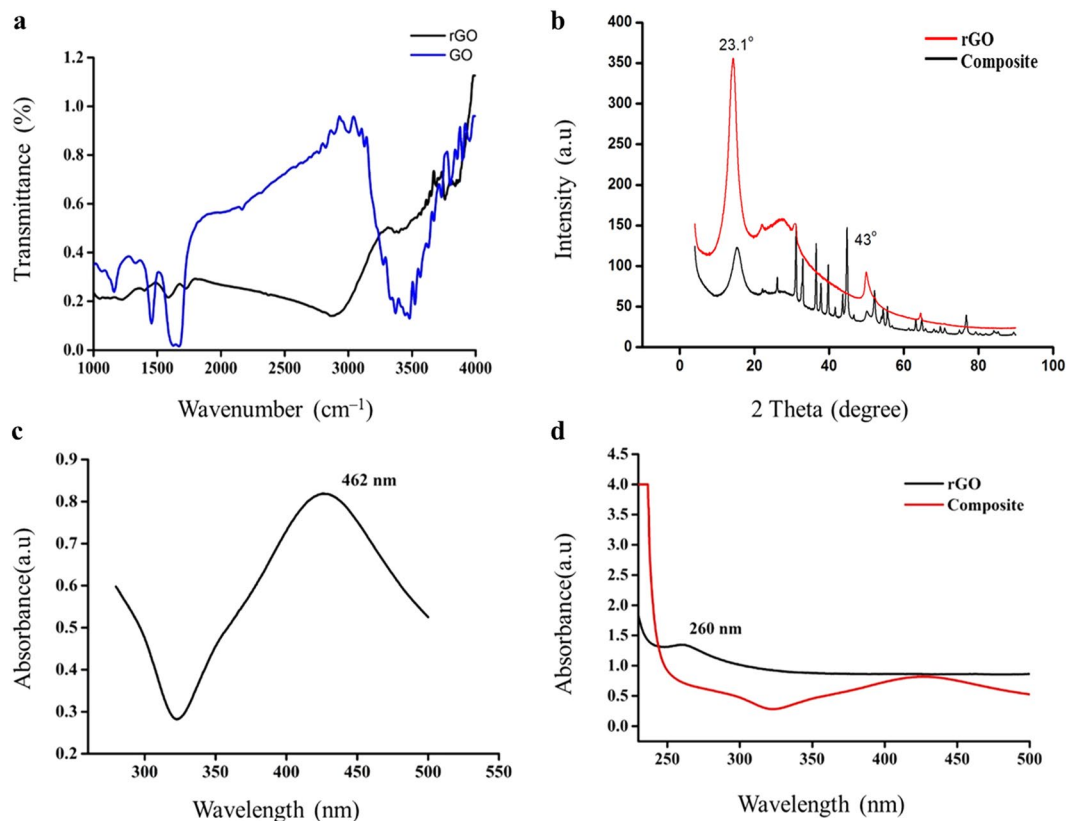 a
rGO
GO
1.2
1.0
0.8
0.6
0.4
0.2
0.0
1000 1500 2000 2500 3000 3500 4000
Transmittance (%)
Wavenumber (cm⁻¹)
b
rGO
Composite
23.1°
43°
400
350
300
250
200
150
100
50
0
0 20 40 60 80 100
Intensity (a.u)
2 Theta (degree)
c
462 nm
0.9
0.8
0.7
0.6
0.5
0.4
0.3
0.2
300 350 400 450 500 550
Absorbance(a.u)
Wavelength (nm)
d
rGO
Composite
260 nm
4.5
4.0
3.5
3.0
2.5
2.0
1.5
1.0
0.5
0.0
250 300 350 400 450 500
Absorbance(a.u)
Wavelength (nm)